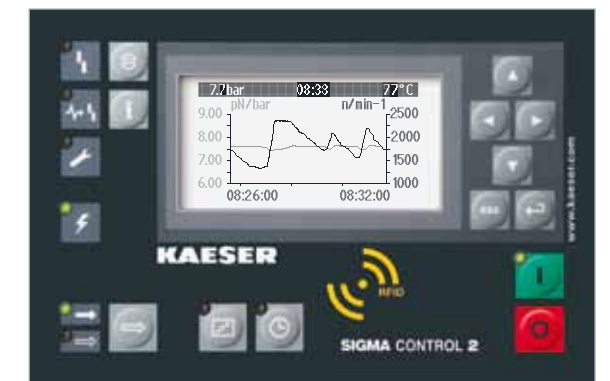 7.7bar 08:33 77°C
pN/bar n/min-1
9.00 2500
8.00 2000
7.00 1500
6.00 1000
08:26:00 08:32:00
esc
www.kaeser.com
KAESER
RFID
I
O
SIGMA CONTROL 2